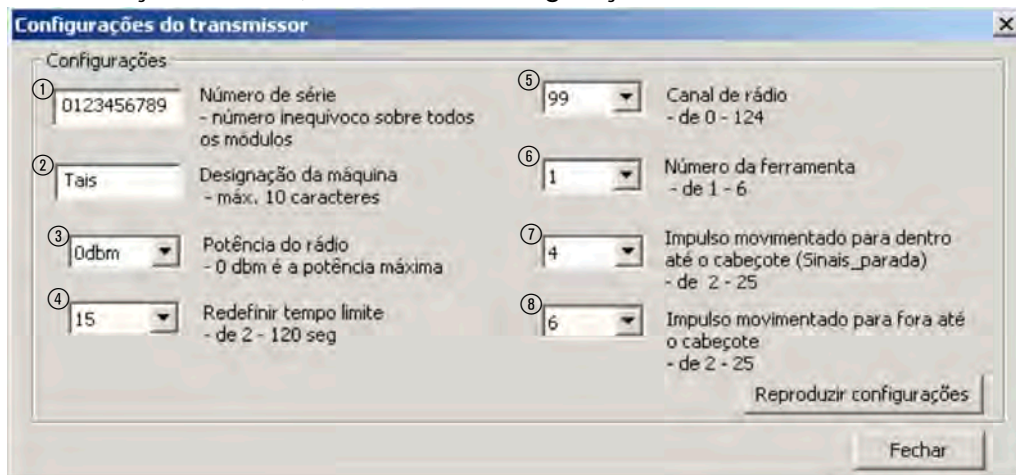 Configurações do transmissor
Configurações
① 0123456789
Número de série
- número inequivoco sobre todos
os modulos
② Tais
Designação da máquina
- máx. 10 caracteres
③ 0dbm
Potência do rádio
- 0 dbm é a potência máxima
④ 15
Redefinir tempo limite
- de 2 - 120 seg
⑤ 99
Canal de rádio
- de 0 - 124
⑥ 1
Número da ferramenta
- de 1 - 6
⑦ 4
Impulso movimentado para dentro
até o cabeçote (Sinais_parada)
- de 2 - 25
⑧ 6
Impulso movimentado para fora até
o cabeçote
- de 2 - 25
Reproduzir configurações
Fechar